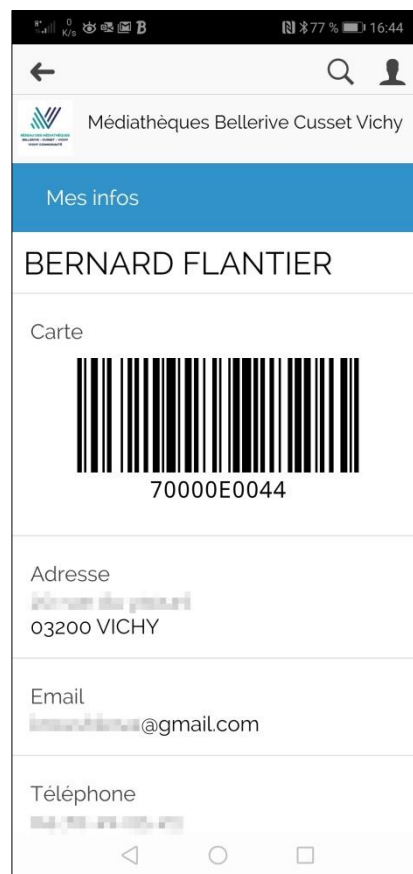 0
K/s
B
77 %
16:44
Médiathèques Bellerive Cusset Vichy
Mes infos
BERNARD FLANTIER
Carte
70000E0044
Adresse
03200 VICHY
Email
@gmail.com
Téléphone